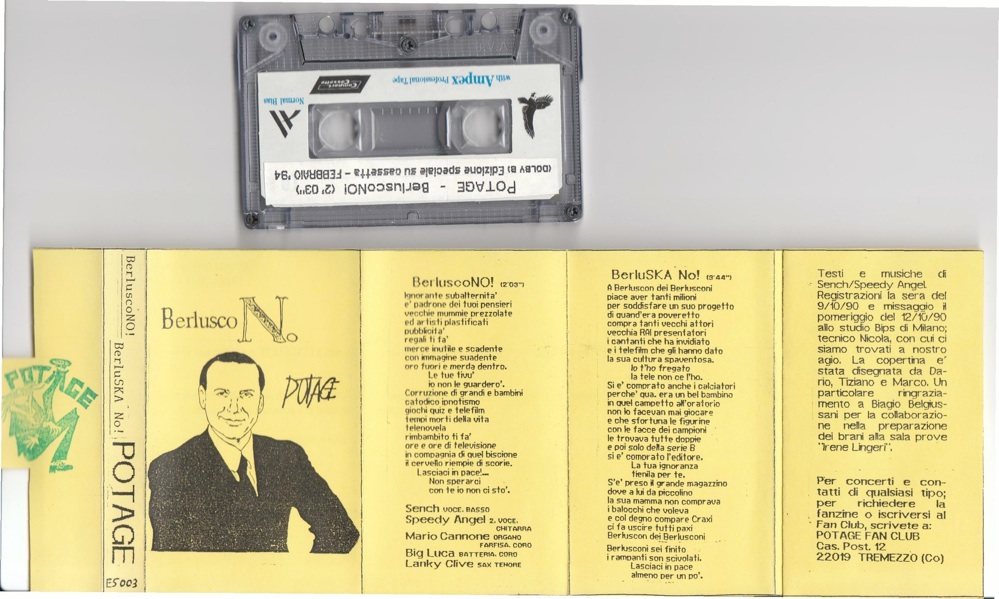 with Ampex Professional Tape
Compact
Cassette
Normal Bias
POTAGE - BerluscoNO! (2' 03'')
(DOLBY B) Edizione speciale su cassetta - FEBBRAIO '94
POTAGE
BerluscoNO!
BerluSKA No!
POTAGE
ES003
Berlusco N.
POTAGE
BerluscoNO! (2'03'')
Ignorante subalternita'
e' padrone dei tuoi pensieri
vecchie mummie prezzolate
ed artisti plastificati
pubblicita'
regali ti fa'
merce inutile e scadente
con immagine suadente
oro fuori e merda dentro.
Le tue tivu'
io non le guardero'.
Corruzione di grandi e bambini
catodico ipnotismo
giochi quiz e telefilm
tempi morti della vita
telenovela
rimbambito ti fa'
ore e ore di televisione
in compagnia di quel biscione
il cervello riempie di scorie.
Lasciaci in pace!...
Non sperarci
con te io non ci sto'.
Sench VOCE, BASSO
Speedy Angel 2. VOCE,
CHITARRA
Mario Cannone ORGANO
FARFISA, CORO
Big Luca BATTERIA, CORO
Lanky Clive SAX TENORE
BerluSKA No! (3'44'')
A Berluscon dei Berlusconi
piace aver tanti milioni
per soddisfare un suo progetto
di quand'era poveretto
compra tanti vecchi attori
vecchia RAI presentatori
i cantanti che ha invidiato
e i telefilm che gli hanno dato
la sua cultura spaventosa.
Io t'ho fregato
la tele non ce l'ho.
Si e' comprato anche i calciatori
perche' qua. era un bel bambino
in quel campetto all'oratorio
non lo facevan mai giocare
e che sfortuna le figurine
con le facce dei campioni
le trovava tutte doppie
e poi solo della serie B
si e' comprato l'editore.
La tua ignoranza
tienila per te.
S'e' preso il grande magazzino
dove a lui da piccolino
la sua mamma non comprava
i balocchi che voleva
e col degno compare Craxi
ci fa uscire tutti pazzi
Berluscon dei Berlusconi
Berlusconi sei finito
i rampanti son scivolati.
Lasciaci in pace
almeno per un po'.
Testi e musiche di
Sench/Speedy Angel.
Registrazioni la sera del
9/10/90 e missaggio il
pomeriggio del 12/10/90
allo studio Bips di Milano;
tecnico Nicola, con cui ci
siamo trovati a nostro
agio. La copertina e'
stata disegnata da Da-
rio, Tiziano e Marco. Un
particolare ringrazia-
mento a Biagio Belgius-
sani per la collaborazio-
ne nella preparazione
dei brani alla sala prove
"Irene Lingeri".
Per concerti e con-
tatti di qualsiasi tipo;
per richiedere la
fanzine o iscriversi al
Fan Club, scrivete a:
POTAGE FAN CLUB
Cas. Post. 12
22019 TREMEZZO (Co)